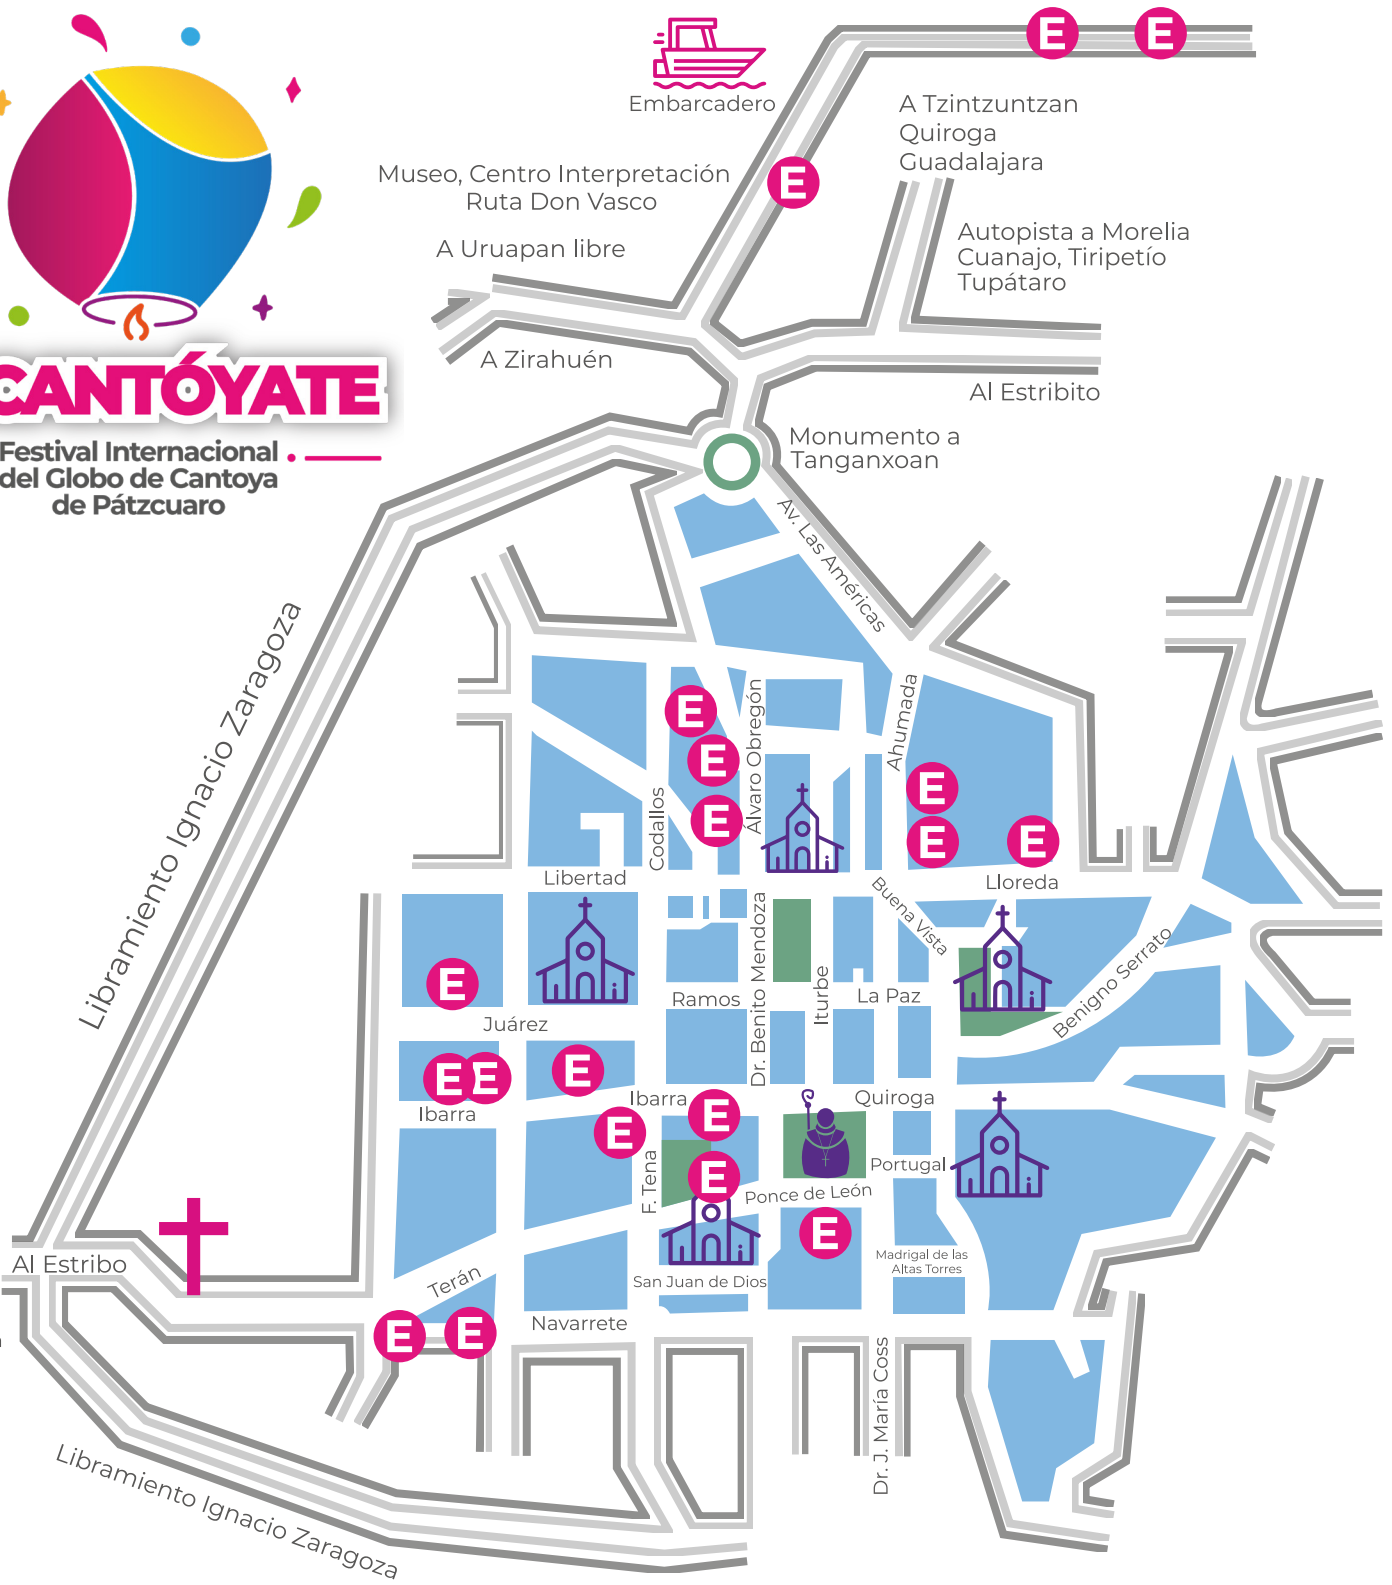 CANTÓYATE
Festival Internacional
del Globo de Cantoya
de Pátzcuaro
Embarcadero
E
E
A Tzintzuntzan
Quiroga
Guadalajara
Museo, Centro Interpretación
Ruta Don Vasco
E
A Uruapan libre
Autopista a Morelia
Cuanajo, Tiripetío
Tupátaro
A Zirahuén
Al Estribito
Monumento a
Tanganxoan
Av. Las Américas
Libramiento Ignacio Zaragoza
Ahumada
Álvaro Obregón
Codallos
E
E
E
E
E
E
Libertad
Lloreda
Buena Vista
Dr. Benito Mendoza
Iturbe
Benigno Serrato
E
Ramos
La Paz
Juárez
E
E
E
Ibarra
Ibarra
Quiroga
E
E
E
F. Tena
Portugal
Ponce de León
E
Al Estribo
Terán
San Juan de Dios
Madrigal de las
Altas Torres
E
E
Navarrete
Dr. J. María Coss
Libramiento Ignacio Zaragoza